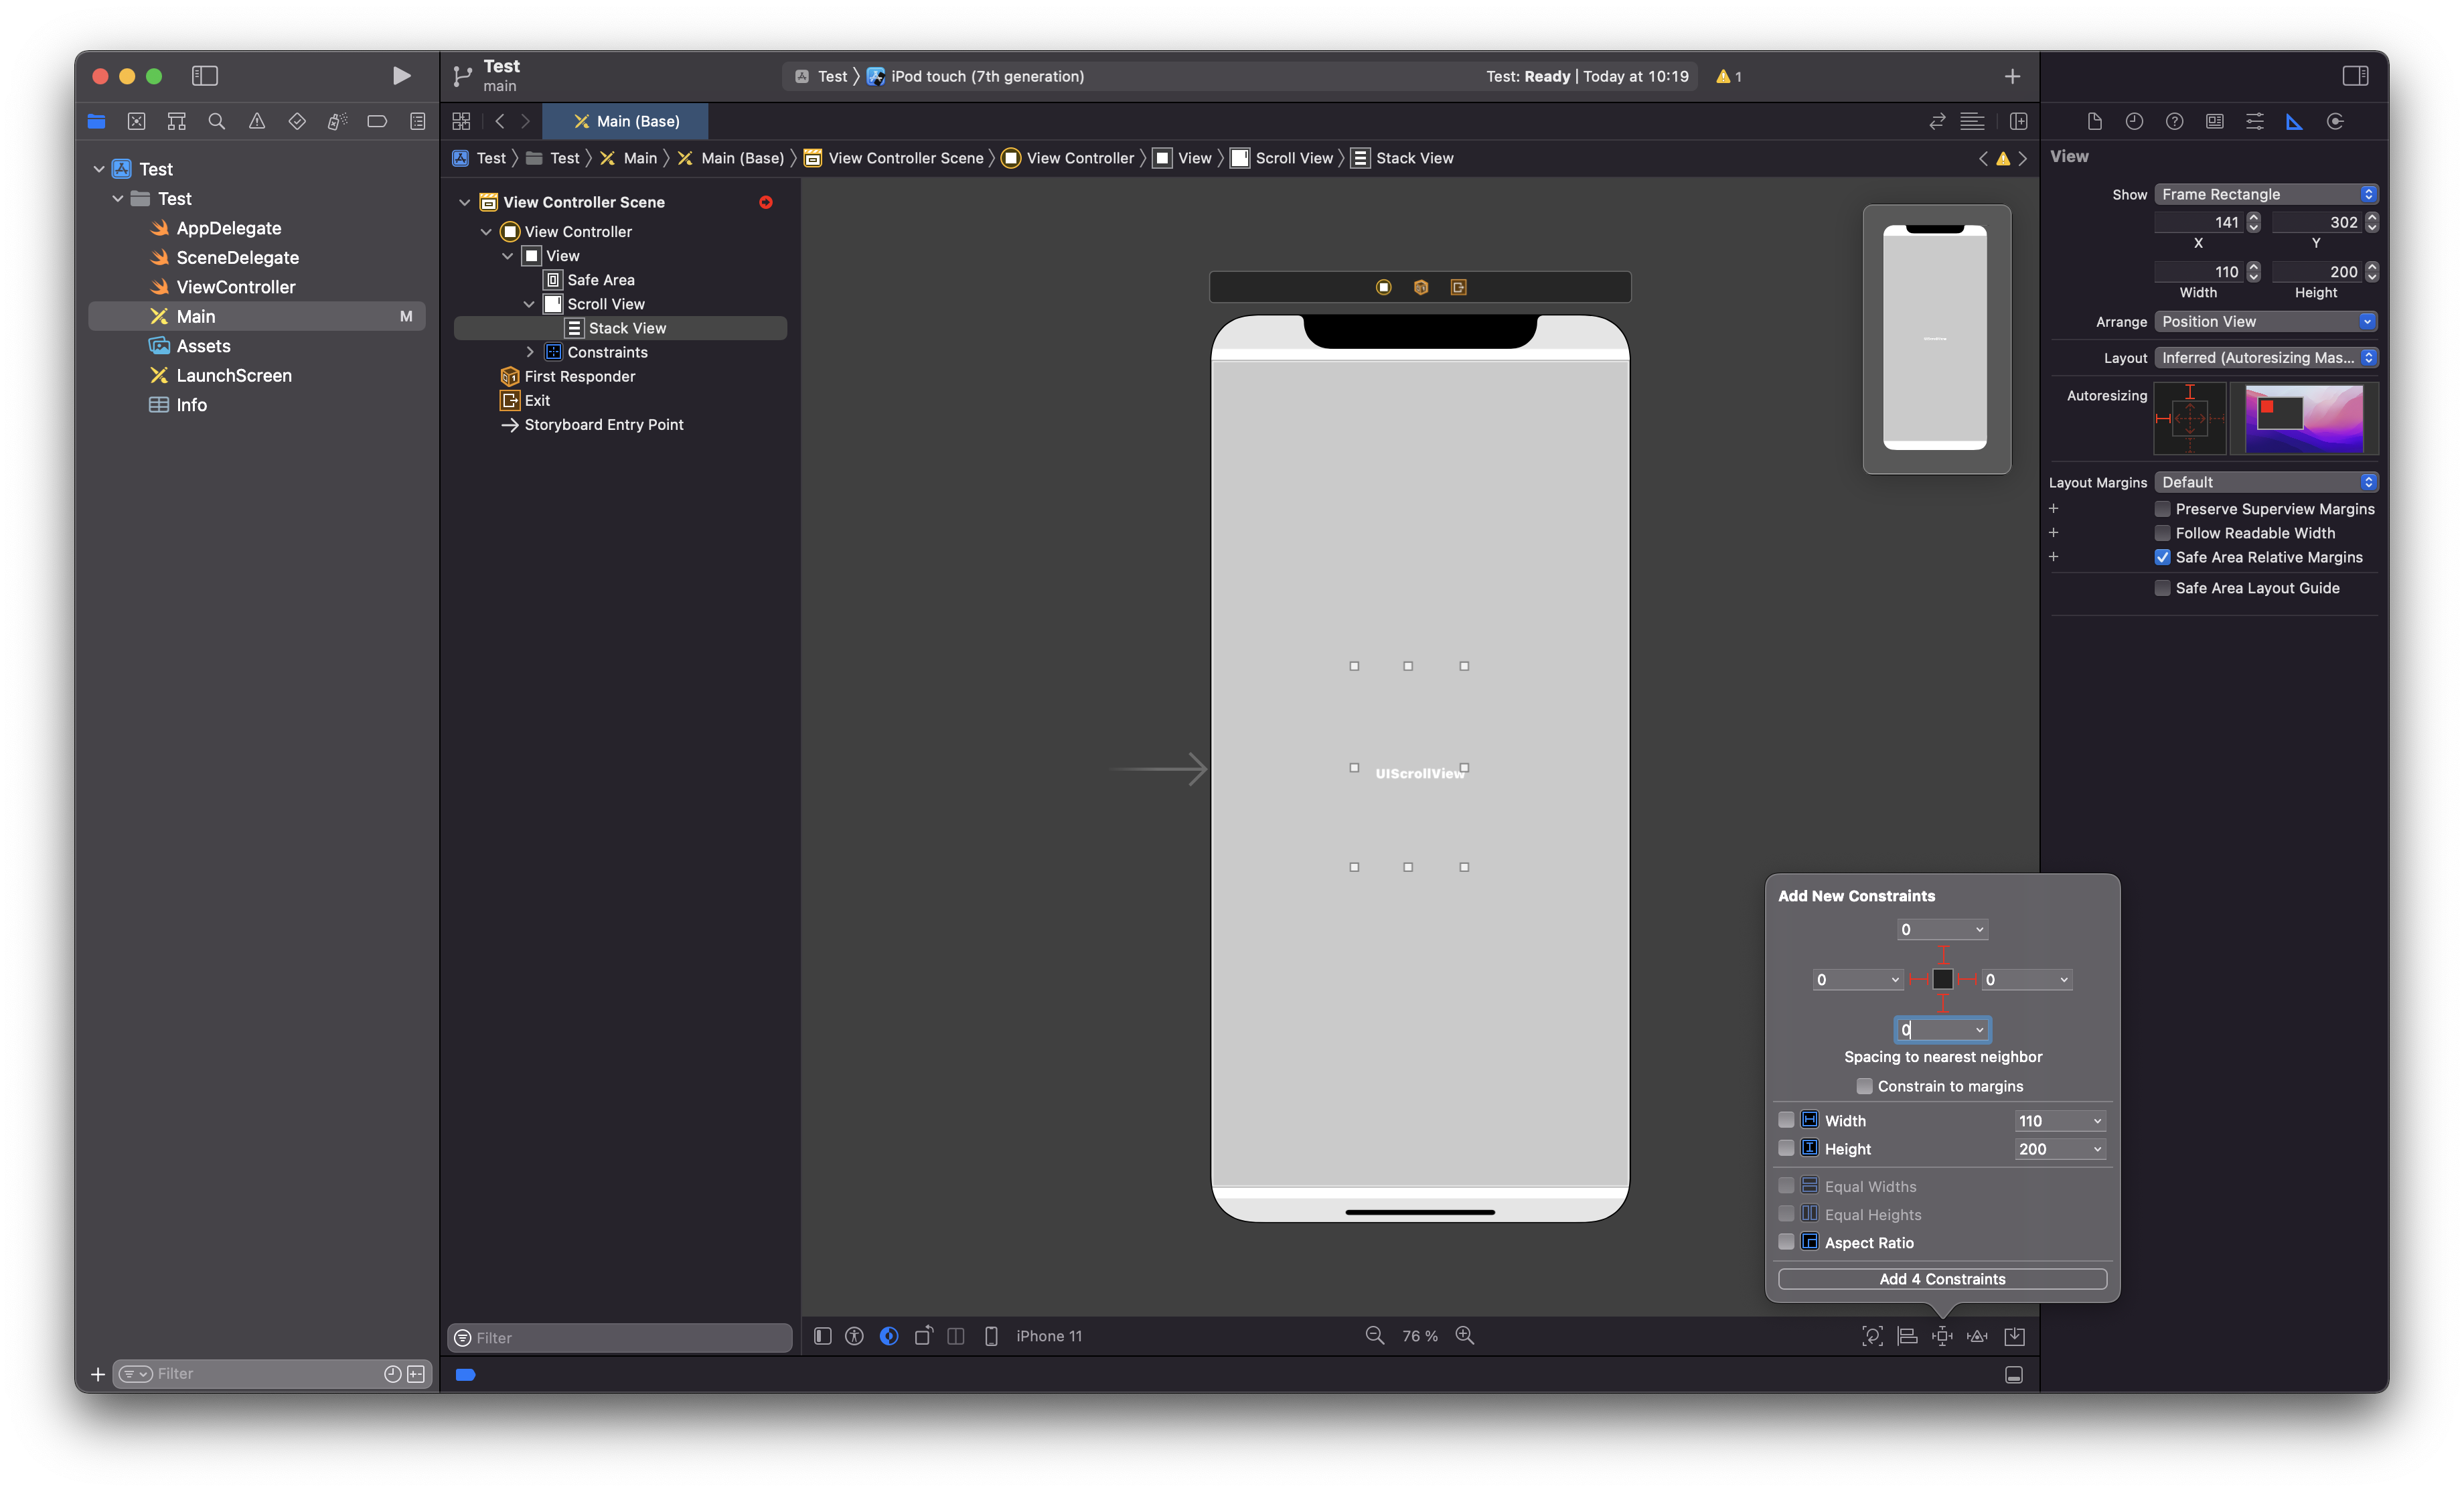 Test
main
Test
iPod touch (7th generation)
Test: Ready | Today at 10:19
1
Main (Base)
Test
Test
Main
Main (Base)
View Controller Scene
View Controller
View
Scroll View
Stack View
Test
Test
AppDelegate
SceneDelegate
ViewController
Main
M
Assets
LaunchScreen
Info
Filter
View Controller Scene
View Controller
View
Safe Area
Scroll View
Stack View
Constraints
First Responder
Exit
Storyboard Entry Point
Filter
UIScrollView
iPhone 11
76 %
Add New Constraints
0
0
0
0
Spacing to nearest neighbor
Constrain to margins
Width
110
Height
200
Equal Widths
Equal Heights
Aspect Ratio
Add 4 Constraints
View
Show
Frame Rectangle
141
302
X
Y
110
200
Width
Height
Arrange
Position View
Layout
Inferred (Autoresizing Mas...
Autoresizing
Layout Margins
Default
Preserve Superview Margins
Follow Readable Width
Safe Area Relative Margins
Safe Area Layout Guide